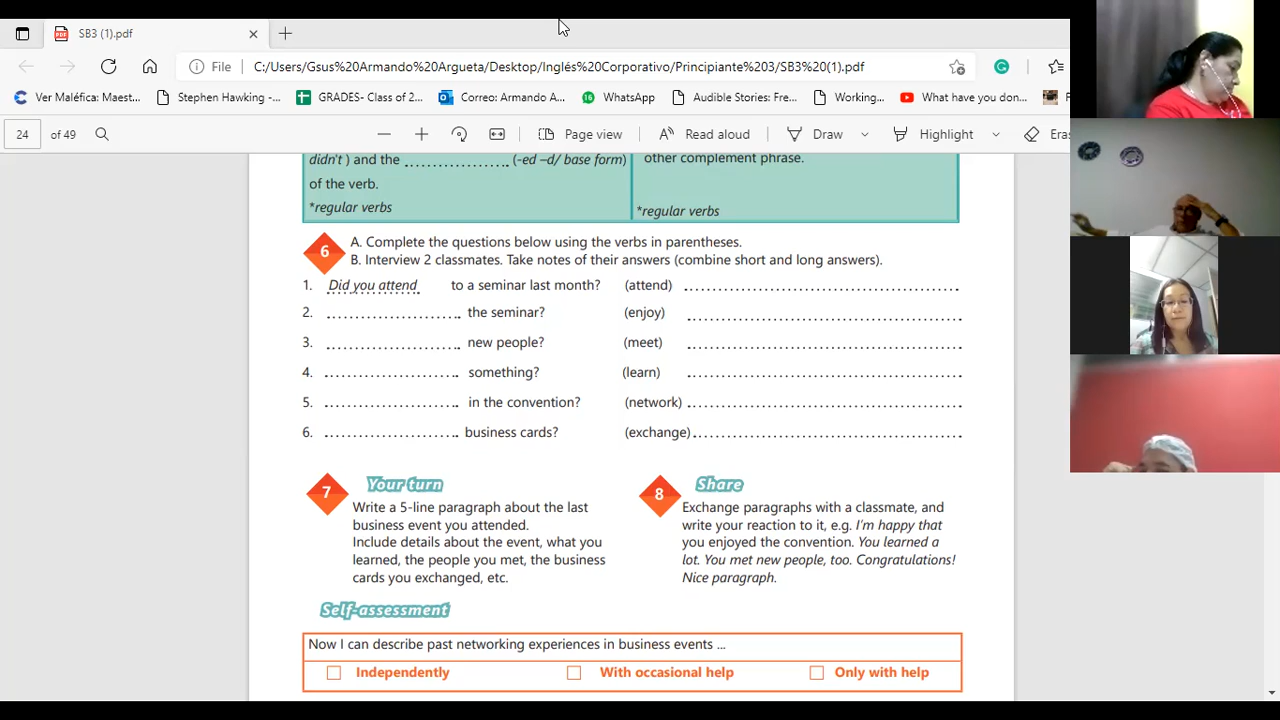 SB3 (1).pdf
File C:/Users/Gsus%20Armando%20Argueta/Desktop/Inglés%20Corporativo/Principiante%203/SB3%20(1).pdf
Ver Maléfica: Maest... Stephen Hawking -... GRADES- Class of 2... Correo: Armando A... WhatsApp Audible Stories: Fre... Working... What have you don...
24 of 49 Page view Read aloud Draw Highlight Eras
didn't ) and the ..................... (-ed –d/ base form)
of the verb.
*regular verbs
other complement phrase.
*regular verbs
6 A. Complete the questions below using the verbs in parentheses.
B. Interview 2 classmates. Take notes of their answers (combine short and long answers).
1. Did you attend to a seminar last month? (attend)
2. ........................... the seminar? (enjoy)
3. ........................... new people? (meet)
4. ........................... something? (learn)
5. ........................... in the convention? (network)
6. ........................... business cards? (exchange)
7 Your turn
Write a 5-line paragraph about the last
business event you attended.
Include details about the event, what you
learned, the people you met, the business
cards you exchanged, etc.
8 Share
Exchange paragraphs with a classmate, and
write your reaction to it, e.g. I'm happy that
you enjoyed the convention. You learned a
lot. You met new people, too. Congratulations!
Nice paragraph.
Self-assessment
Now I can describe past networking experiences in business events ...
Independently With occasional help Only with help